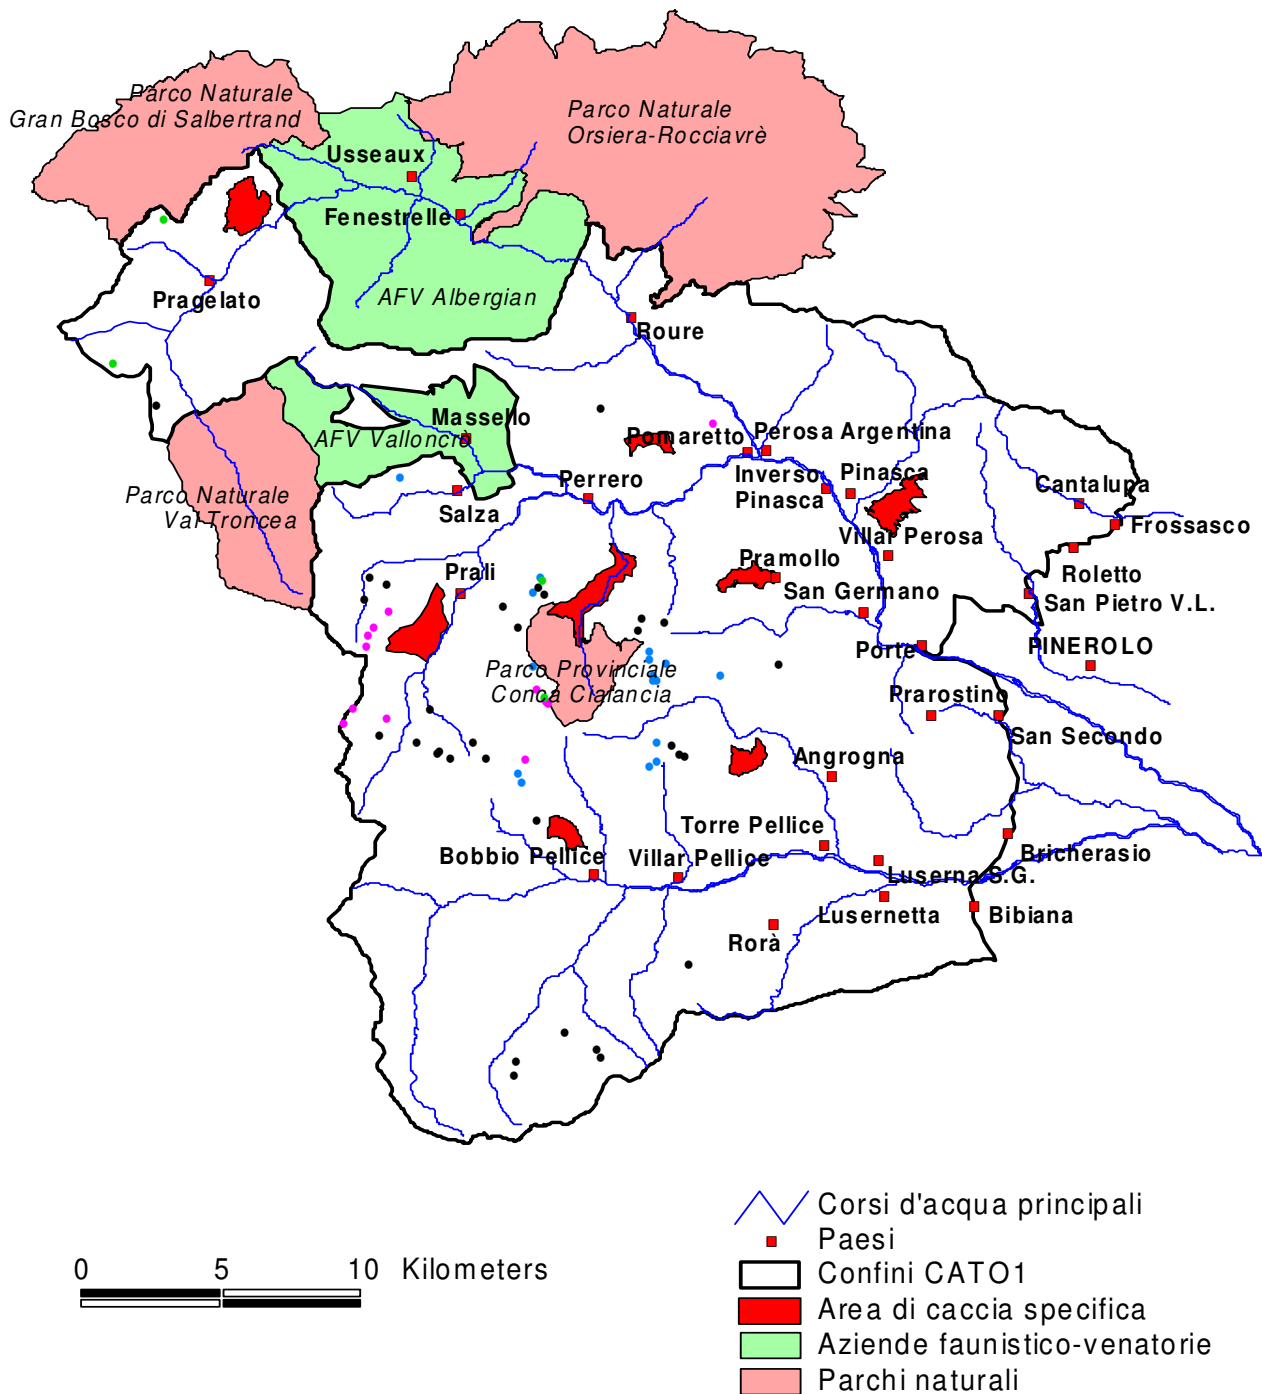 Parco Naturale
Gran Bosco di Salbertrand
Parco Naturale
Orsiera-Rocciavrè
Usseaux
Fenestrelle
AFV Albergian
Pragelato
Roure
Massello
AFV Valloncrò
Pomaretto
Perosa Argentina
Inverso
Pinasca
Pinasca
Cantalupa
Frossasco
Parco Naturale
Val Troncea
Salza
Perrero
Villar Perosa
Prali
Pramollo
San Germano
Roletto
San Pietro V.L.
Porte
PINEROLO
Parco Provinciale
Conca Cialancia
Prarostino
San Secondo
Angrogna
Torre Pellice
Bobbio Pellice
Villar Pellice
Bricherasio
Luserna S.G.
Lusernetta
Bibiana
Rorà
0 5 10 Kilometers
Corsi d'acqua principali
Paesi
Confini CATO1
Area di caccia specifica
Aziende faunistico-venatorie
Parchi naturali